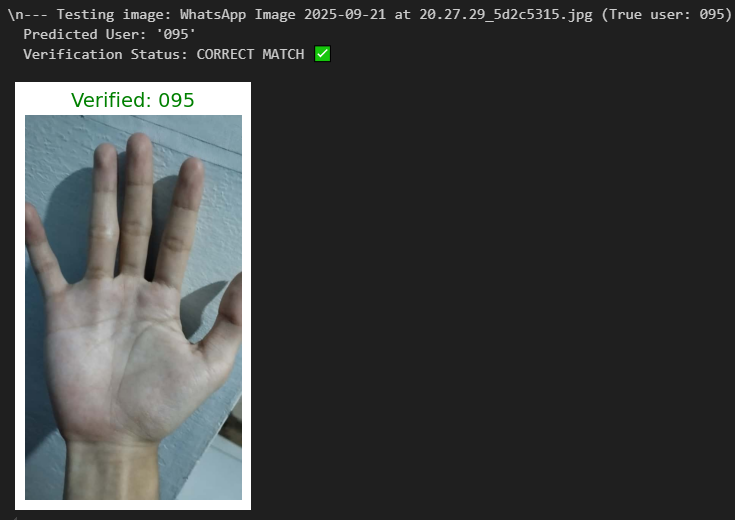 \n--- Testing image: WhatsApp Image 2025-09-21 at 20.27.29_5d2c5315.jpg (True user: 095)
Predicted User: '095'
Verification Status: CORRECT MATCH ✅
Verified: 095